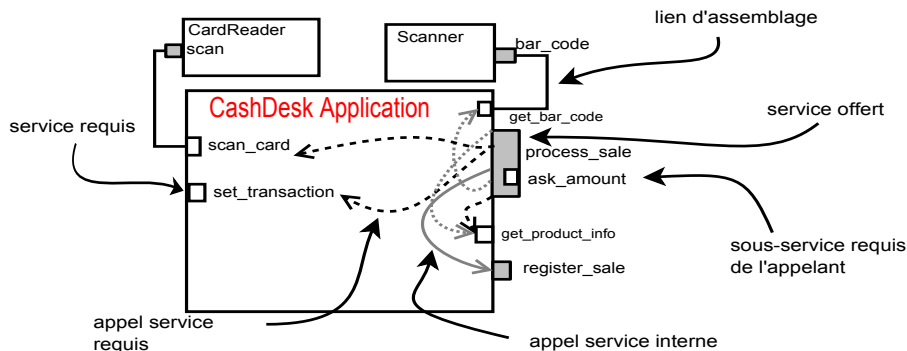 lien d'assemblage
CardReader
scan
Scanner
bar_code
CashDesk Application
get_bar_code
service offert
service requis
scan_card
process_sale
set_transaction
ask_amount
get_product_info
sous-service requis
de l'appelant
register_sale
appel service
requis
appel service interne